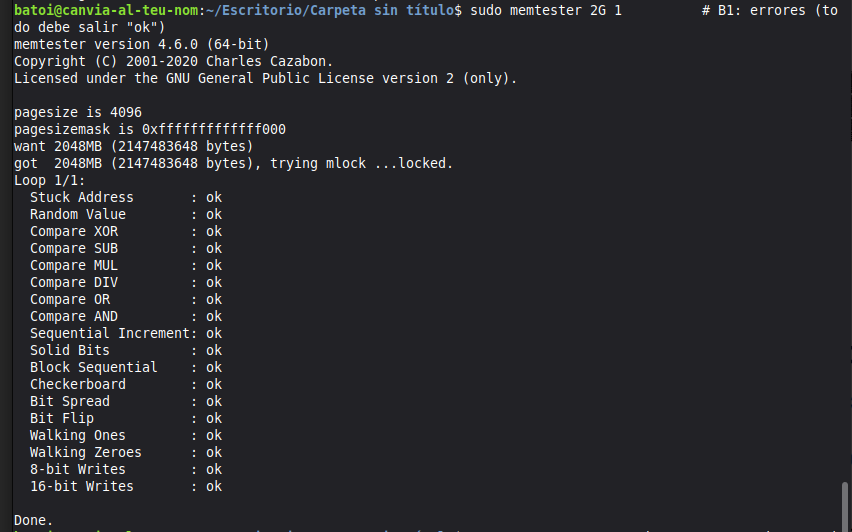 batoi@canvia-al-teu-nom:~/Escritorio/Carpeta sin título$ sudo memtester 2G 1          # B1: errores (to
do debe salir "ok")
memtester version 4.6.0 (64-bit)
Copyright (C) 2001-2020 Charles Cazabon.
Licensed under the GNU General Public License version 2 (only).

pagesize is 4096
pagesizemask is 0xfffffffffffff000
want 2048MB (2147483648 bytes)
got  2048MB (2147483648 bytes), trying mlock ...locked.
Loop 1/1:
  Stuck Address       : ok
  Random Value        : ok
  Compare XOR         : ok
  Compare SUB         : ok
  Compare MUL         : ok
  Compare DIV         : ok
  Compare OR          : ok
  Compare AND         : ok
  Sequential Increment: ok
  Solid Bits          : ok
  Block Sequential    : ok
  Checkerboard        : ok
  Bit Spread          : ok
  Bit Flip            : ok
  Walking Ones        : ok
  Walking Zeroes      : ok
  8-bit Writes        : ok
  16-bit Writes       : ok

Done.